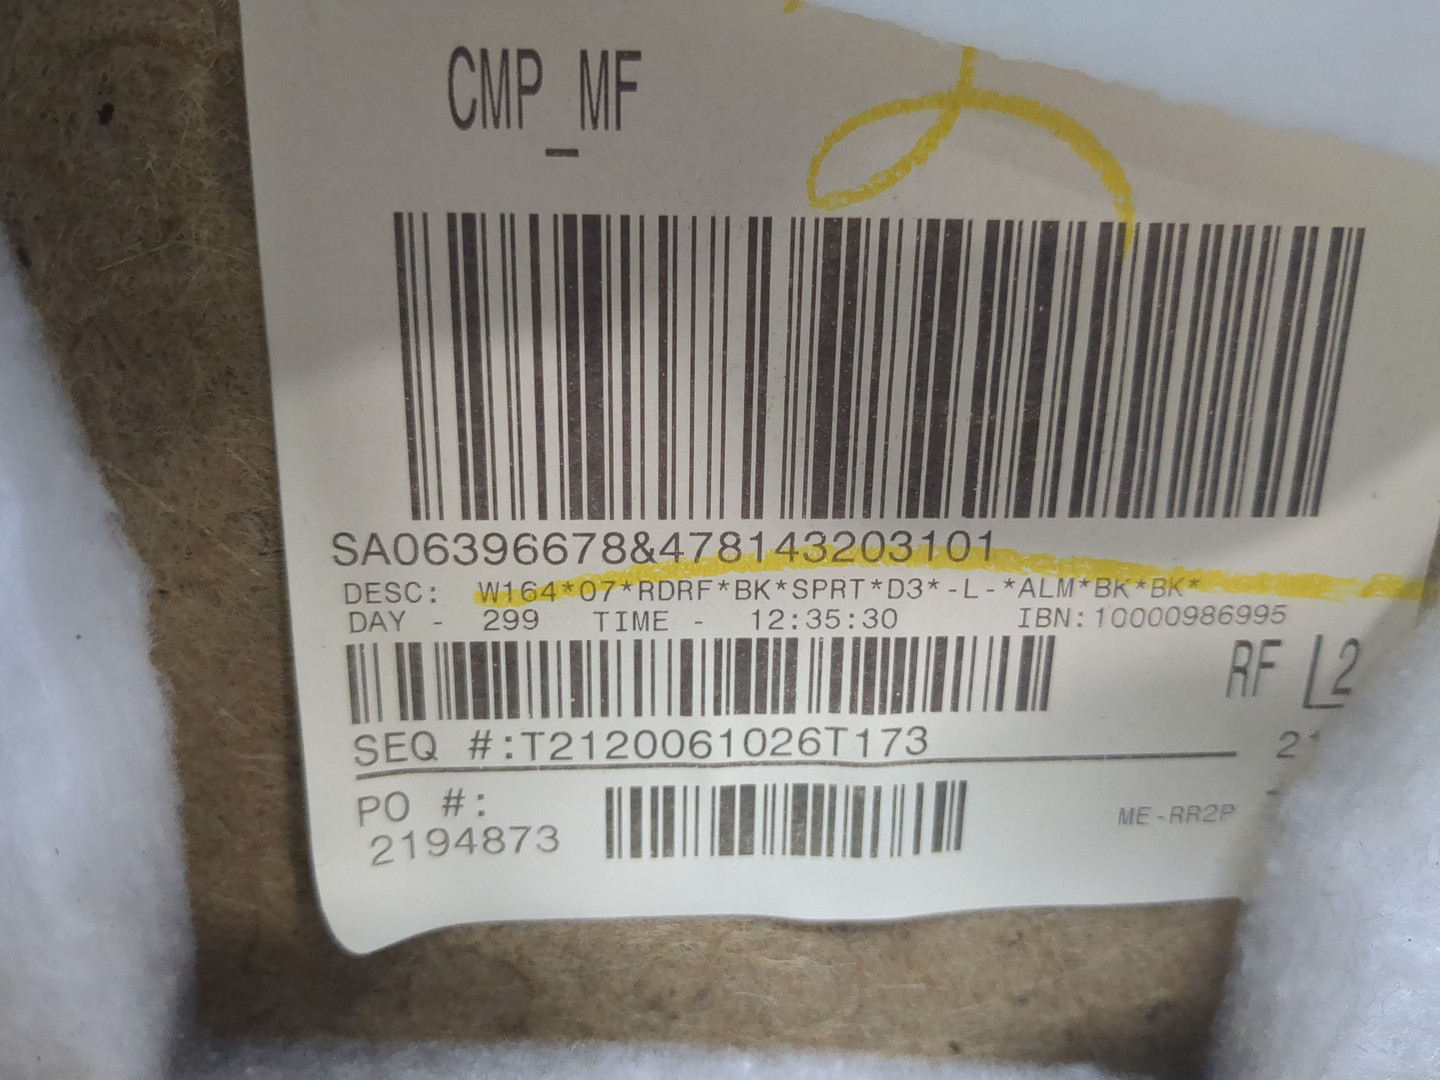 CMP_MF
SA06396678&478143203101
DESC: W164*07*RDRF*BK*SPRT*D3*-L-*ALM*BK*BK*
DAY - 299 TIME - 12:35:30 IBN:10000986995
RF L2
SEQ #:T2120061026T173
PO #:
2194873
ME-RR2P